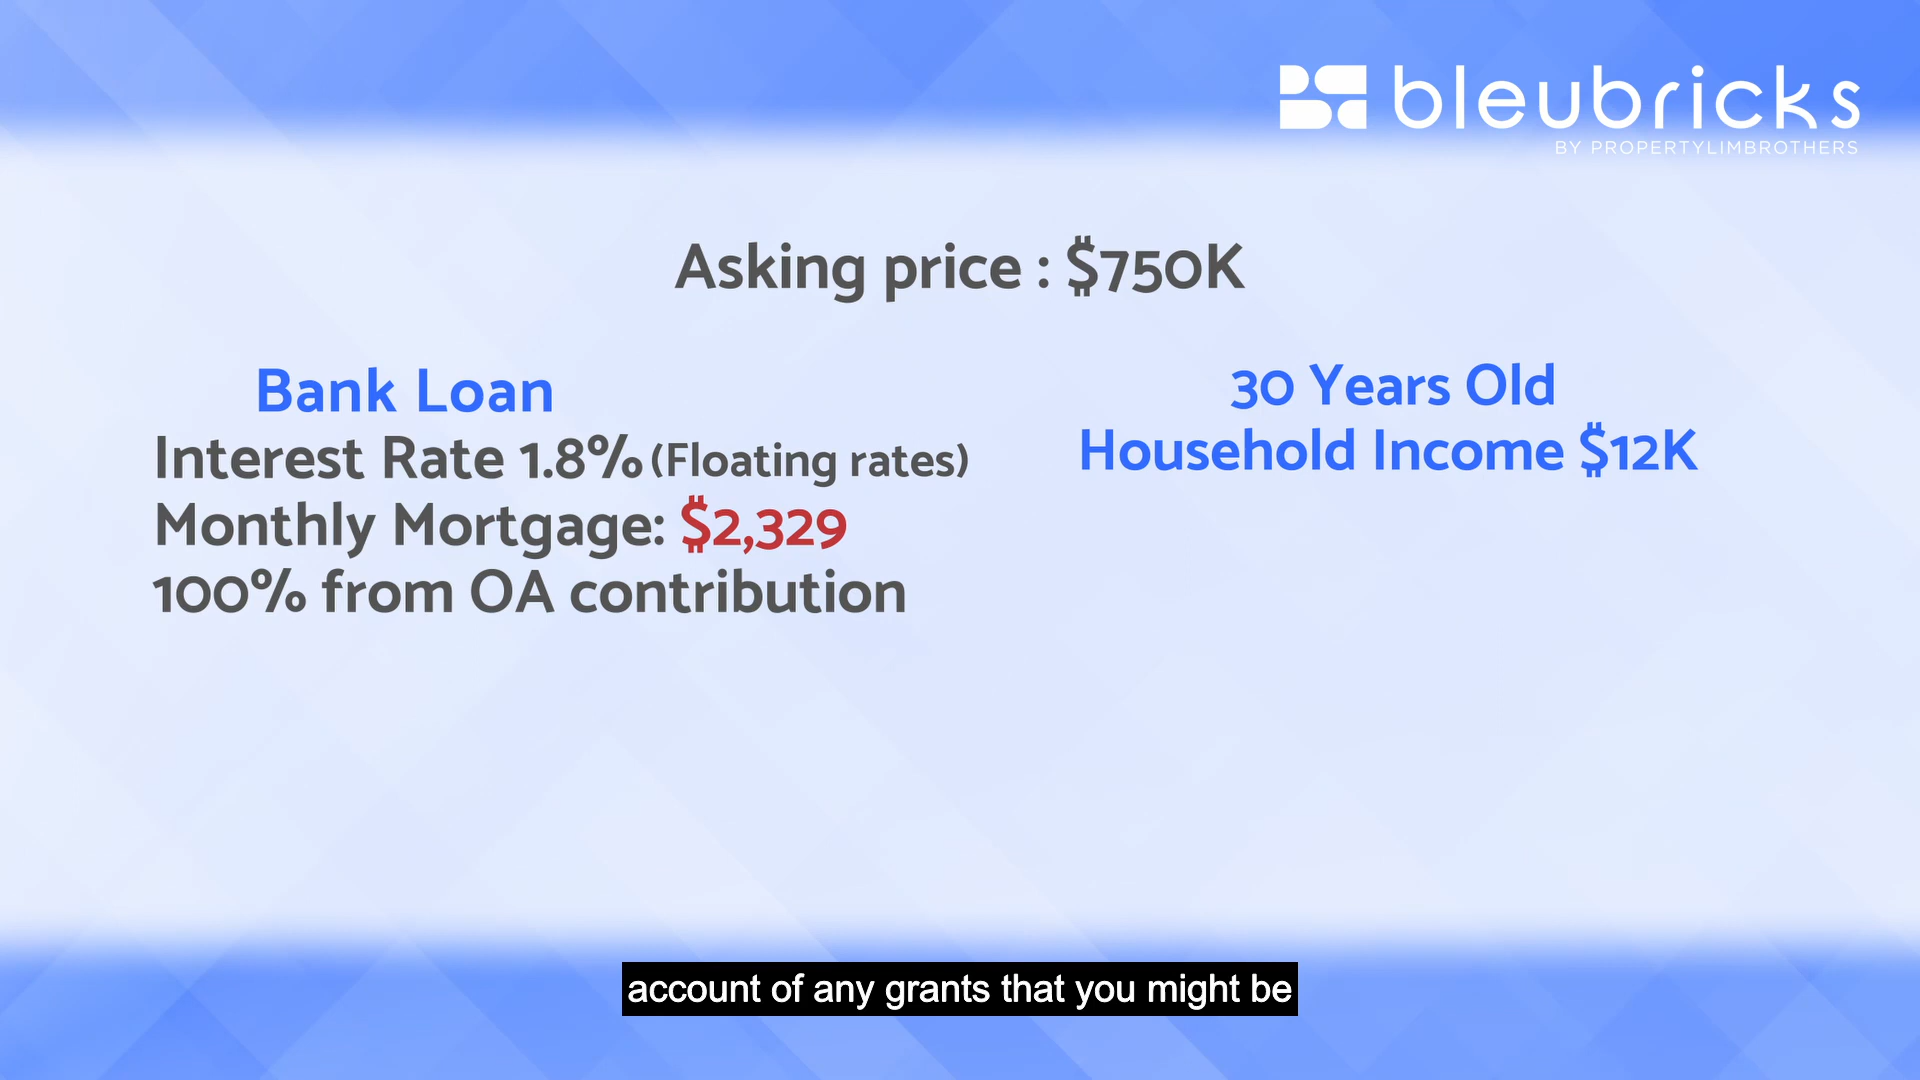 bleubricks
BY PROPERTYLIMBROTHERS
Asking price : $750K
Bank Loan
Interest Rate 1.8% (Floating rates)
Monthly Mortgage: $2,329
100% from OA contribution
30 Years Old
Household Income $12K
account of any grants that you might be